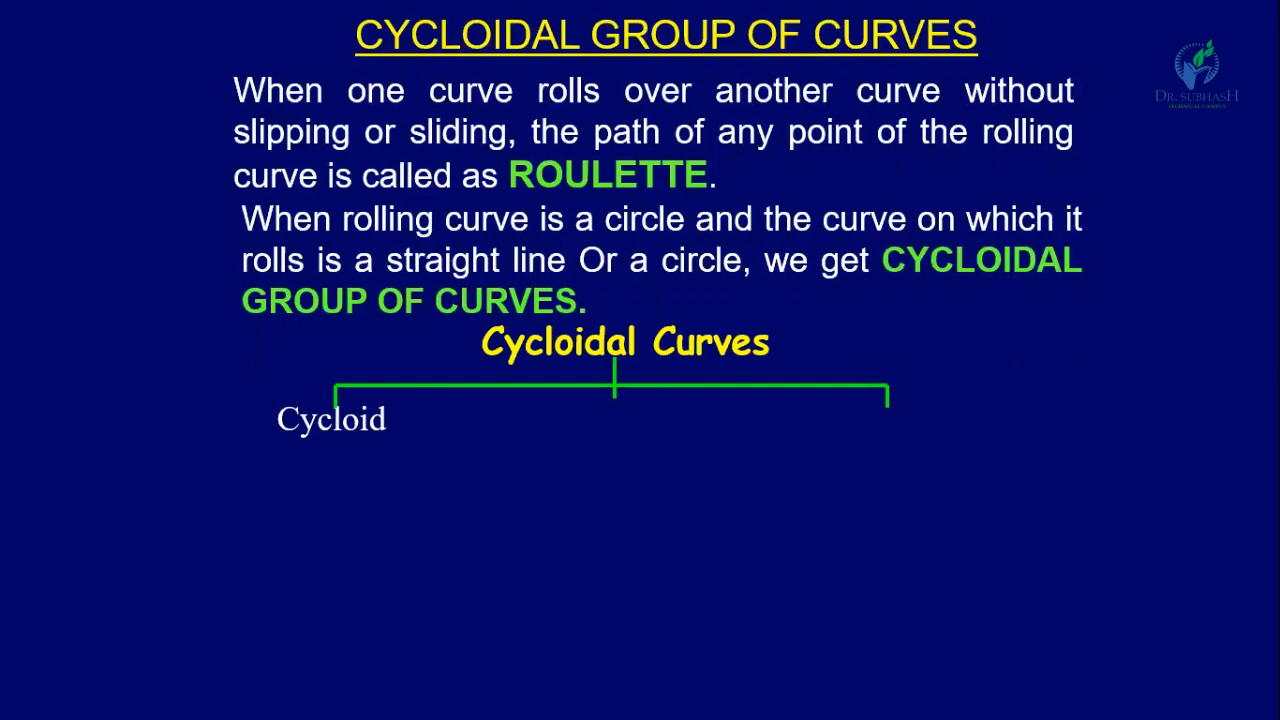 CYCLOIDAL GROUP OF CURVES
When one curve rolls over another curve without
slipping or sliding, the path of any point of the rolling
curve is called as ROULETTE.
When rolling curve is a circle and the curve on which it
rolls is a straight line Or a circle, we get CYCLOIDAL
GROUP OF CURVES.
Cycloidal Curves
Cycloid
DR. SUBHASH
TECHNICAL CAMPUS